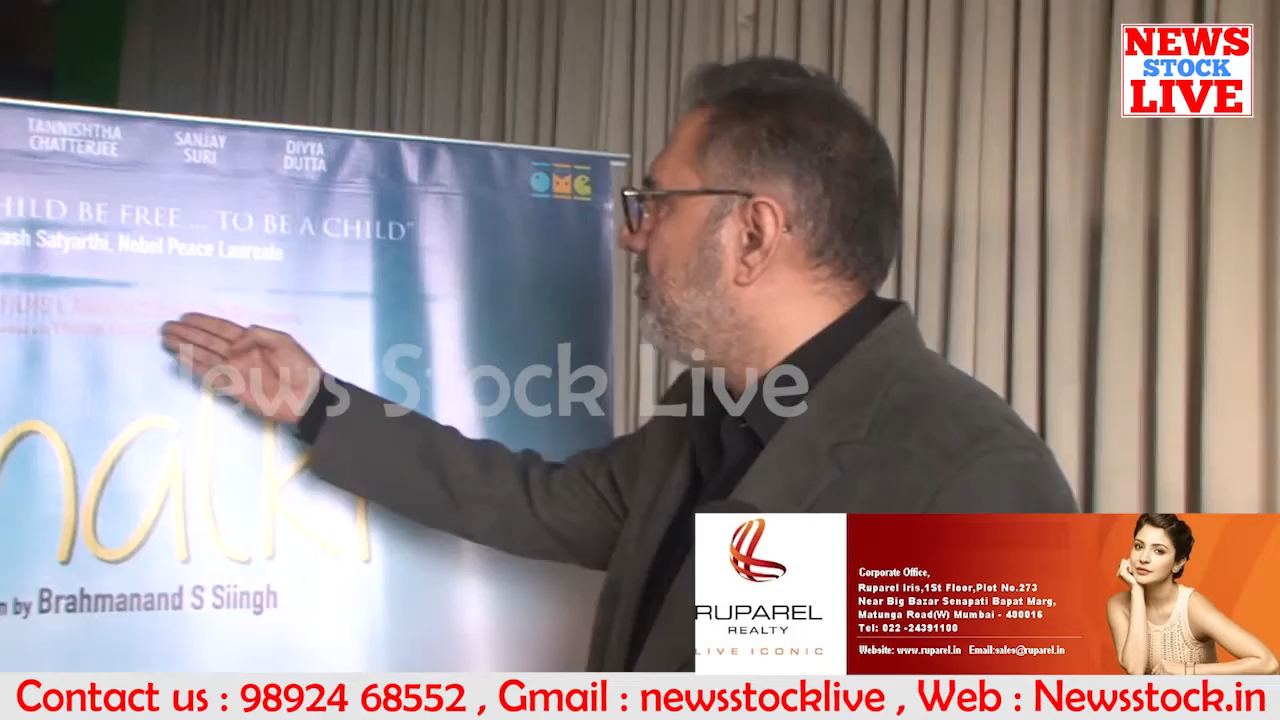 NEWS
STOCK
LIVE
TANNISHTHA
CHATTERJEE
SANJAY
SURI
DIVYA
DUTTA
OME
HILD BE FREE ... TO BE A CHILD"
ash Satyarthi, Nobel Peace Laureate
News Stock Live
halki
n by Brahmanand S Siingh
RUPAREL
REALTY
LIVE ICONIC
Corporate Office,
Ruparel Iris,1St Floor,Plot No.273
Near Big Bazar Senapati Bapat Marg,
Matunga Road(W) Mumbai - 400016
Tel: 022 -24391100
Website: www.ruparel.in Email:sales@ruparel.in
Contact us : 98924 68552 , Gmail : newsstocklive , Web : Newsstock.in